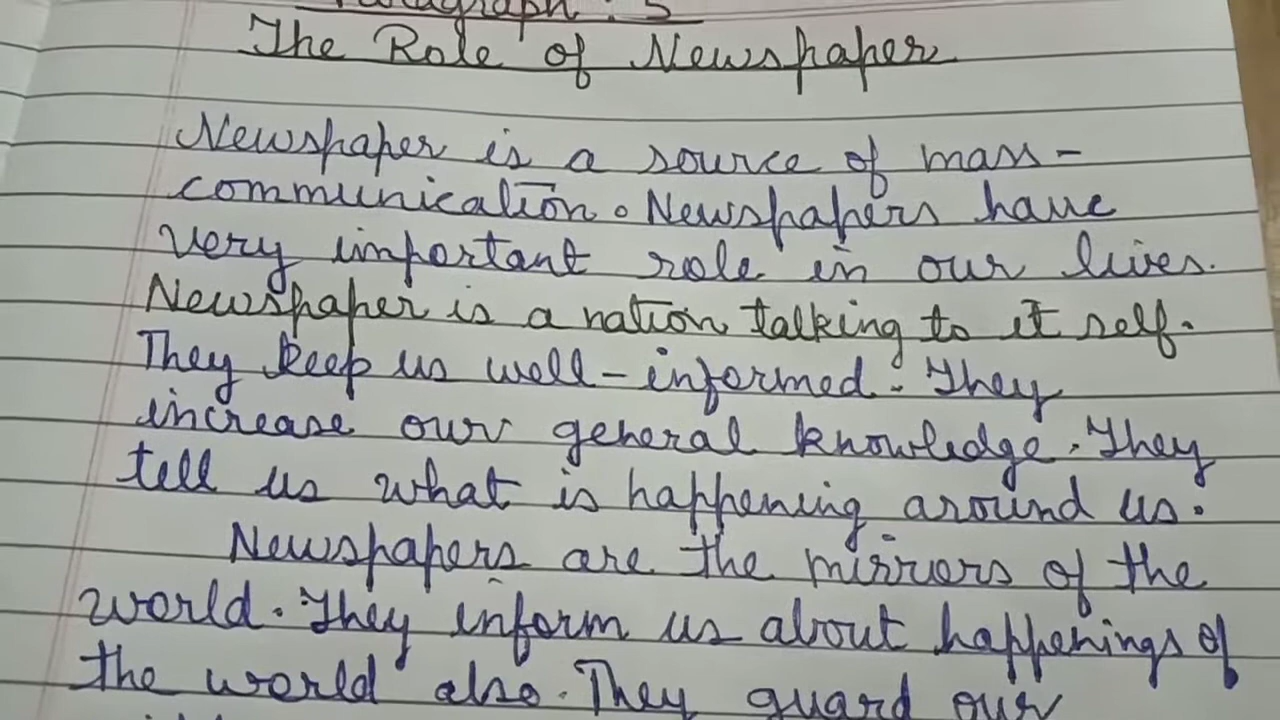 Paragraph : 5
The Role of Newspaper
Newspaper is a source of mass-
communication. Newspapers have
very important role in our lives.
Newspaper is a nation talking to it self.
They keep us well-informed. They
increase our general knowledge. They
tell us what is happening around us.
Newspapers are the mirrors of the
world. They inform us about happenings of
the world also. They guard our